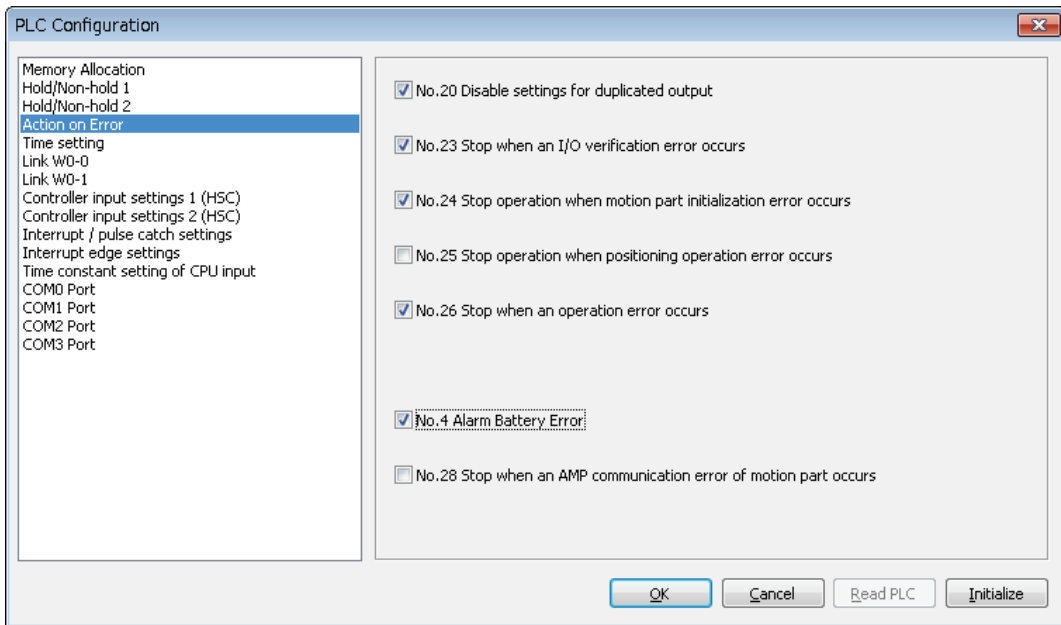 PLC Configuration
Memory Allocation
Hold/Non-hold 1
Hold/Non-hold 2
Action on Error
Time setting
Link W0-0
Link W0-1
Controller input settings 1 (HSC)
Controller input settings 2 (HSC)
Interrupt / pulse catch settings
Interrupt edge settings
Time constant setting of CPU input
COM0 Port
COM1 Port
COM2 Port
COM3 Port
No.20 Disable settings for duplicated output
No.23 Stop when an I/O verification error occurs
No.24 Stop operation when motion part initialization error occurs
No.25 Stop operation when positioning operation error occurs
No.26 Stop when an operation error occurs
No.4 Alarm Battery Error
No.28 Stop when an AMP communication error of motion part occurs
OK Cancel Read PLC Initialize